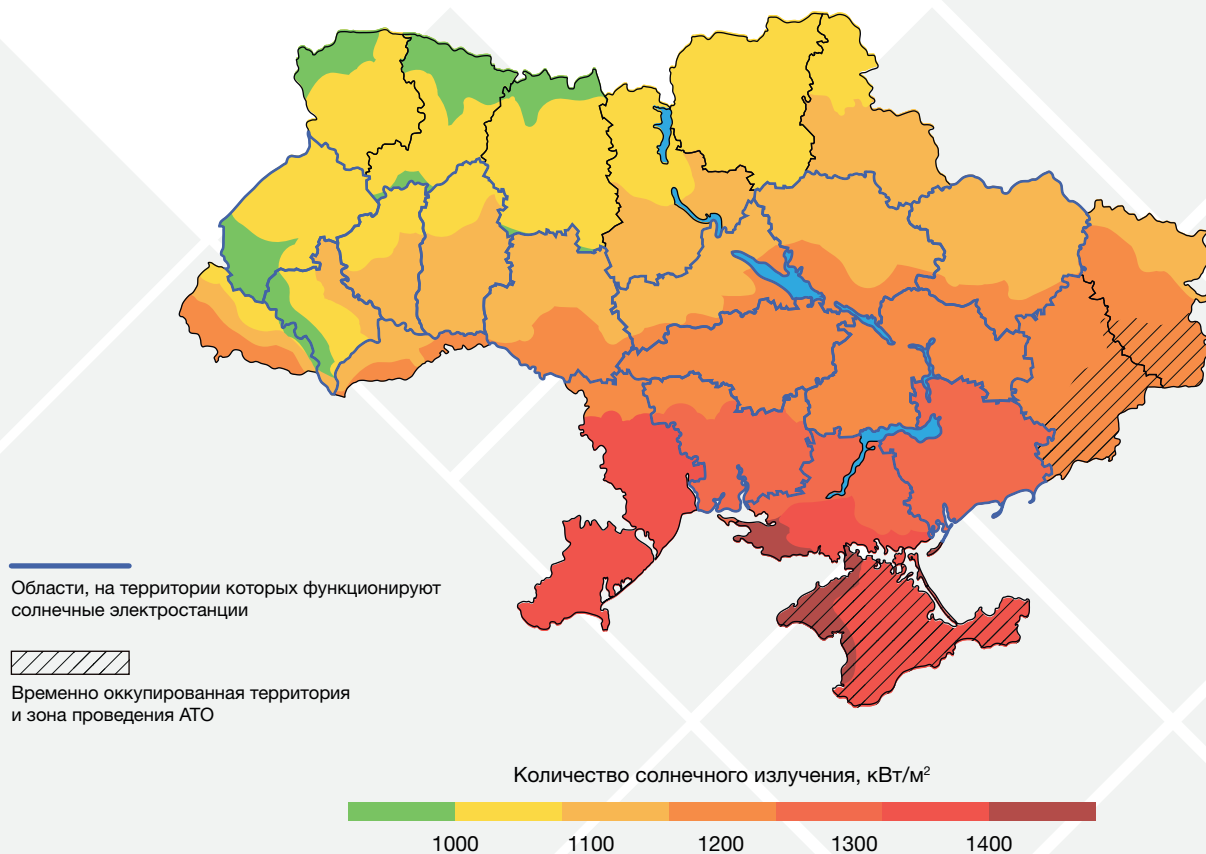 Области, на территории которых функционируют
солнечные электростанции
Временно оккупированная территория
и зона проведения АТО
Количество солнечного излучения, кВт/м²
1000 1100 1200 1300 1400